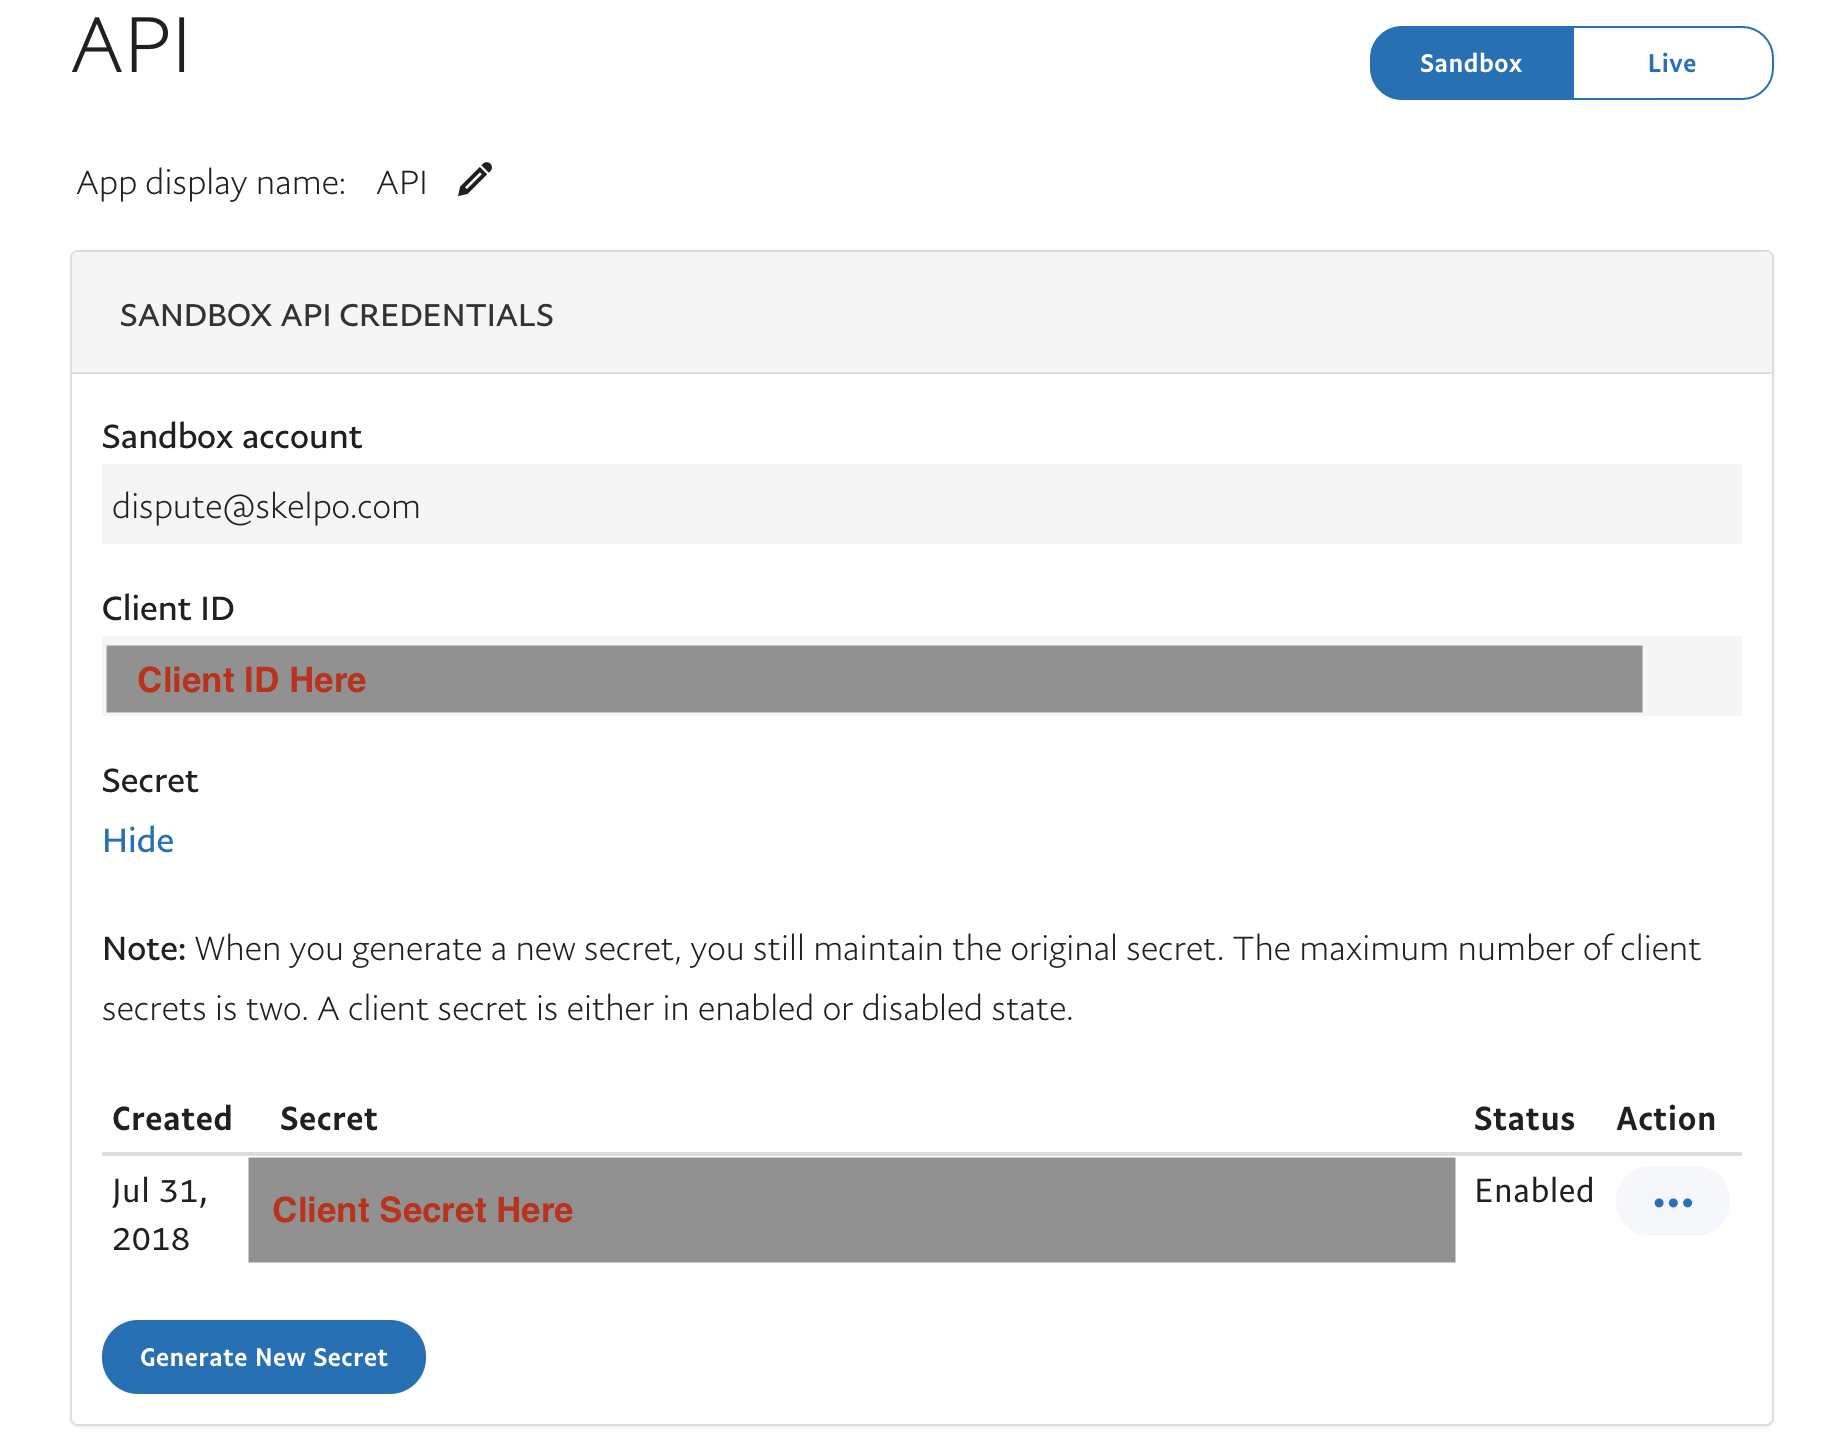 API
Sandbox
Live
App display name: API
SANDBOX API CREDENTIALS
Sandbox account
dispute@skelpo.com
Client ID
Client ID Here
Secret
Hide
Note: When you generate a new secret, you still maintain the original secret. The maximum number of client
secrets is two. A client secret is either in enabled or disabled state.
Created Secret Status Action
Jul 31, Client Secret Here Enabled
2018
Generate New Secret